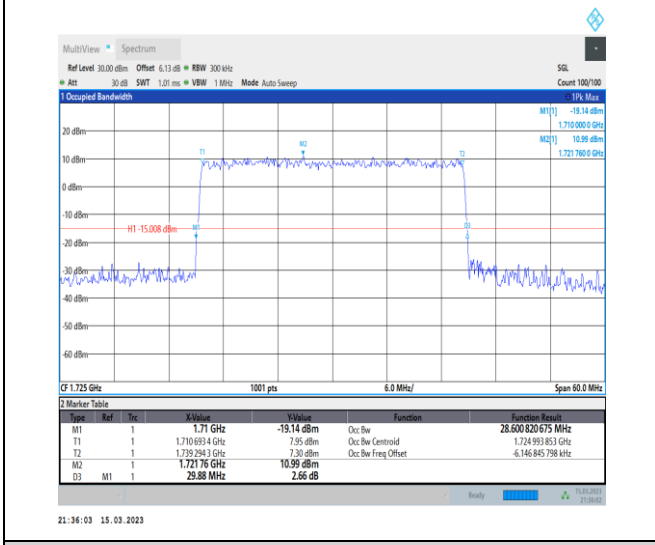 MultiView Spectrum
Ref Level 30.00 dBm Offset 6.13 dB RBW 300 kHz SGL
Att 30 dB SWT 1.01 ms VBW 1 MHz Mode Auto Sweep Count 100/100
1 Occupied Bandwidth 1Pk Max
M1[1] -19.14 dBm
1.710 000 0 GHz
M2[1] 10.99 dBm
1.721 760 0 GHz
20 dBm
M2
T1 T2
10 dBm
0 dBm
-10 dBm
H1 -15.008 dBm M1 D3
-20 dBm
-30 dBm
-40 dBm
-50 dBm
-60 dBm
CF 1.725 GHz 1001 pts 6.0 MHz/ Span 60.0 MHz
2 Marker Table
Type Ref Trc X-Value Y-Value Function Function Result
M1 1 1.71 GHz -19.14 dBm Occ Bw 28.600 820 675 MHz
T1 1 1.710 693 4 GHz 7.95 dBm Occ Bw Centroid 1.724 993 853 GHz
T2 1 1.739 294 3 GHz 7.30 dBm Occ Bw Freq Offset -6.146 845 798 kHz
M2 1 1.721 76 GHz 10.99 dBm
D3 M1 1 29.88 MHz 2.66 dB
Ready 15.03.2023
21:36:02
21:36:03 15.03.2023